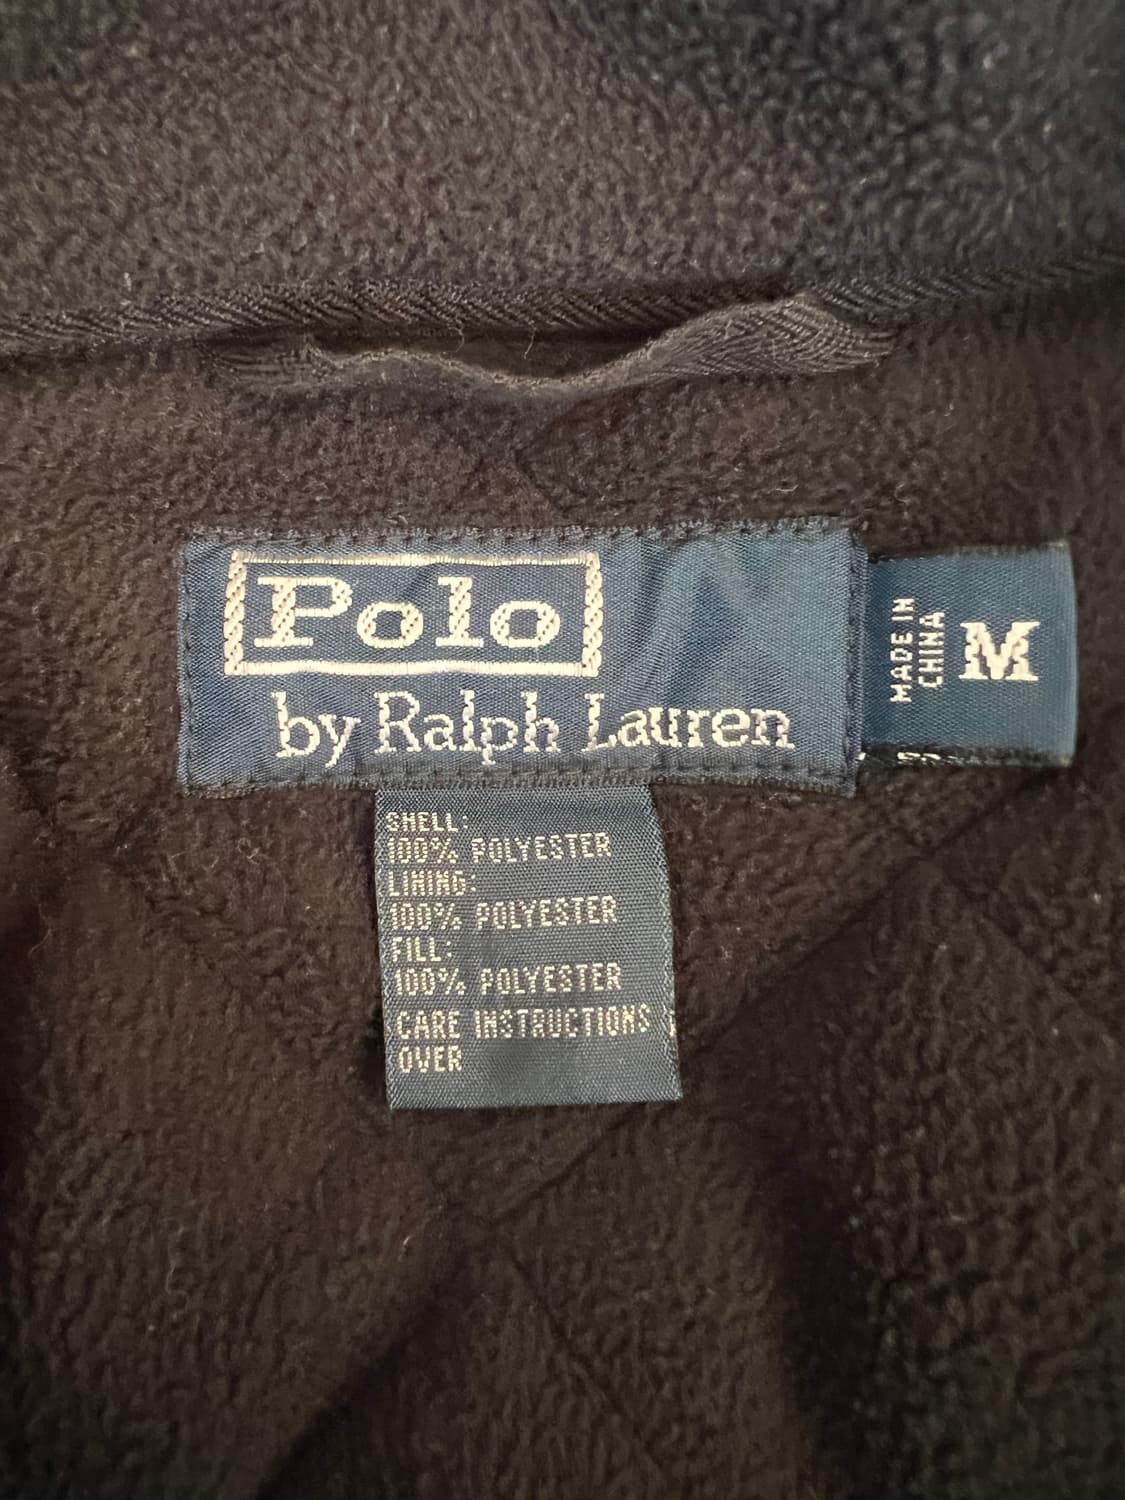 Polo
by Ralph Lauren
MADE IN
CHINA
M
SHELL:
100% POLYESTER
LINING:
100% POLYESTER
FILL:
100% POLYESTER
CARE INSTRUCTIONS
OVER